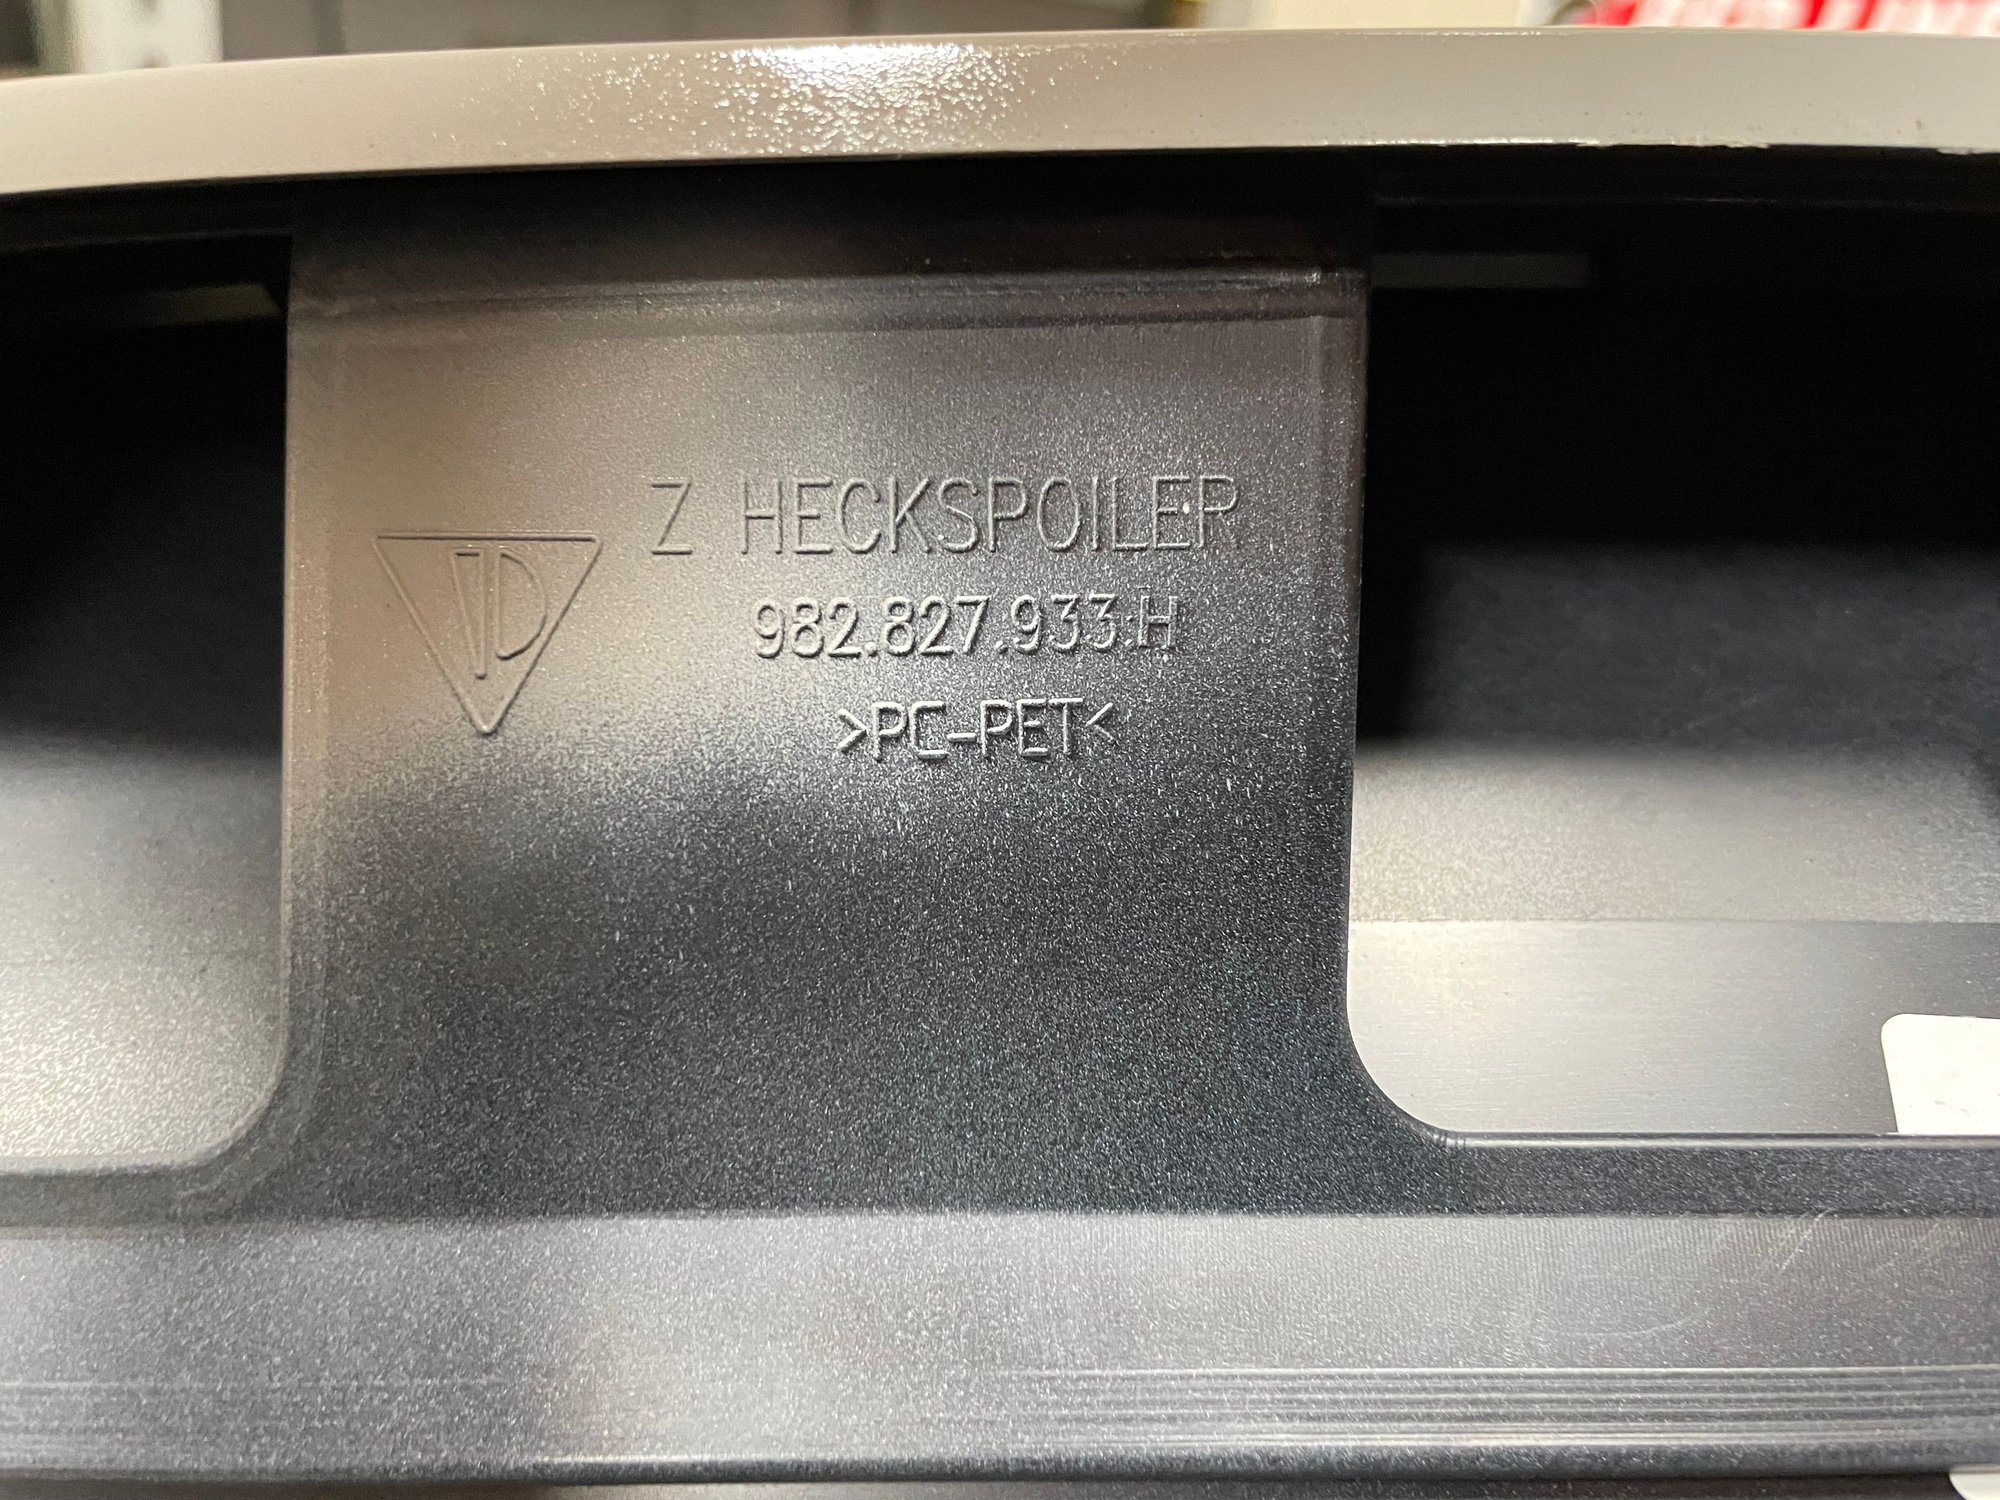 Z HECKSPOILER
982.827.933.H
>PC-PET<